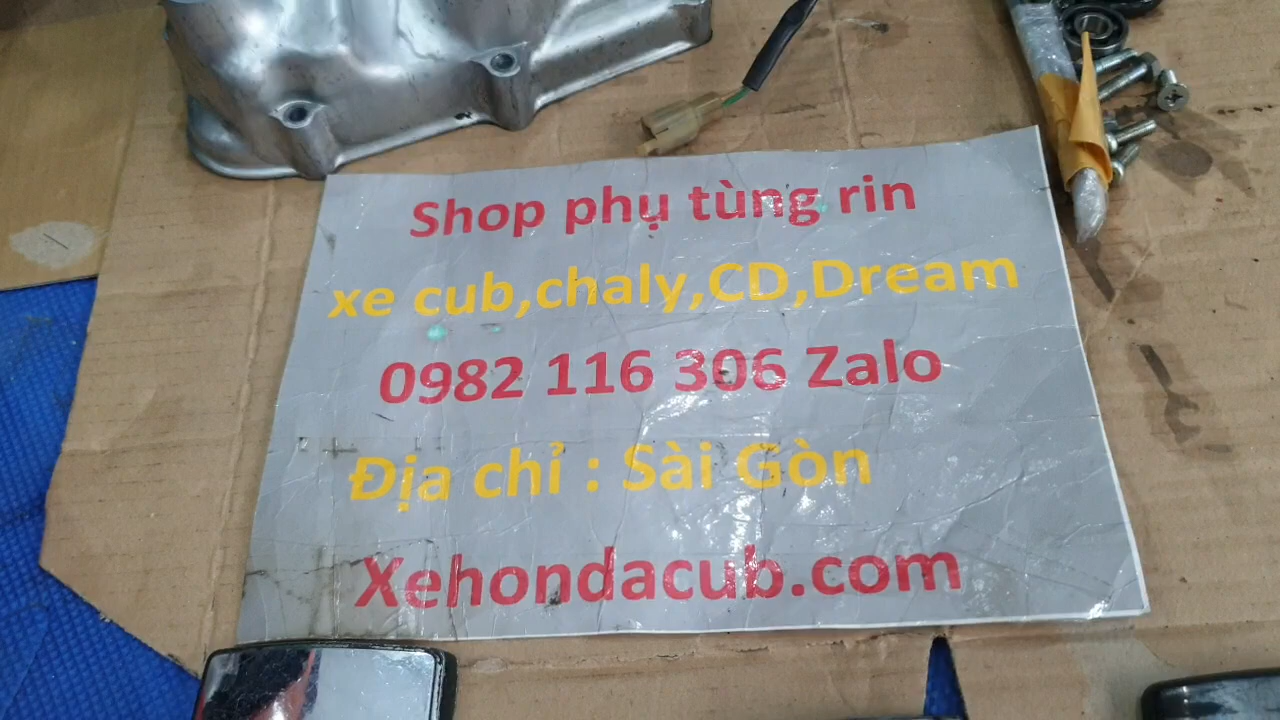 Shop phụ tùng rin
xe cub,chaly,CD,Dream
0982 116 306 Zalo
Địa chỉ : Sài Gòn
Xehondacub.com